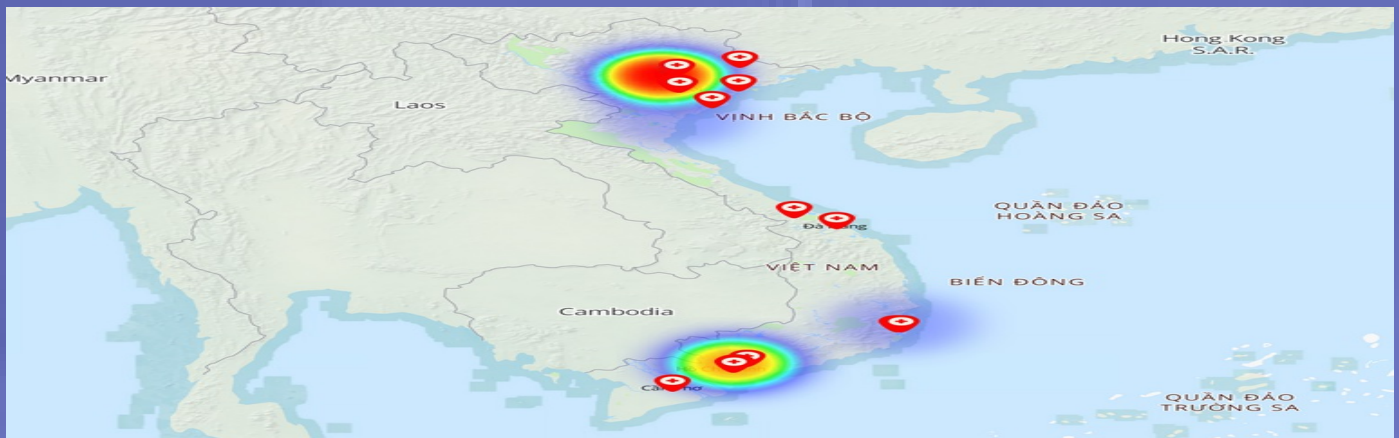 Hong Kong
S.A.R.
Myanmar
Laos
VỊNH BẮC BỘ
QUẦN ĐẢO
HOÀNG SA
VIỆT NAM
BIỂN ĐÔNG
Cambodia
QUẦN ĐẢO
TRƯỜNG SA